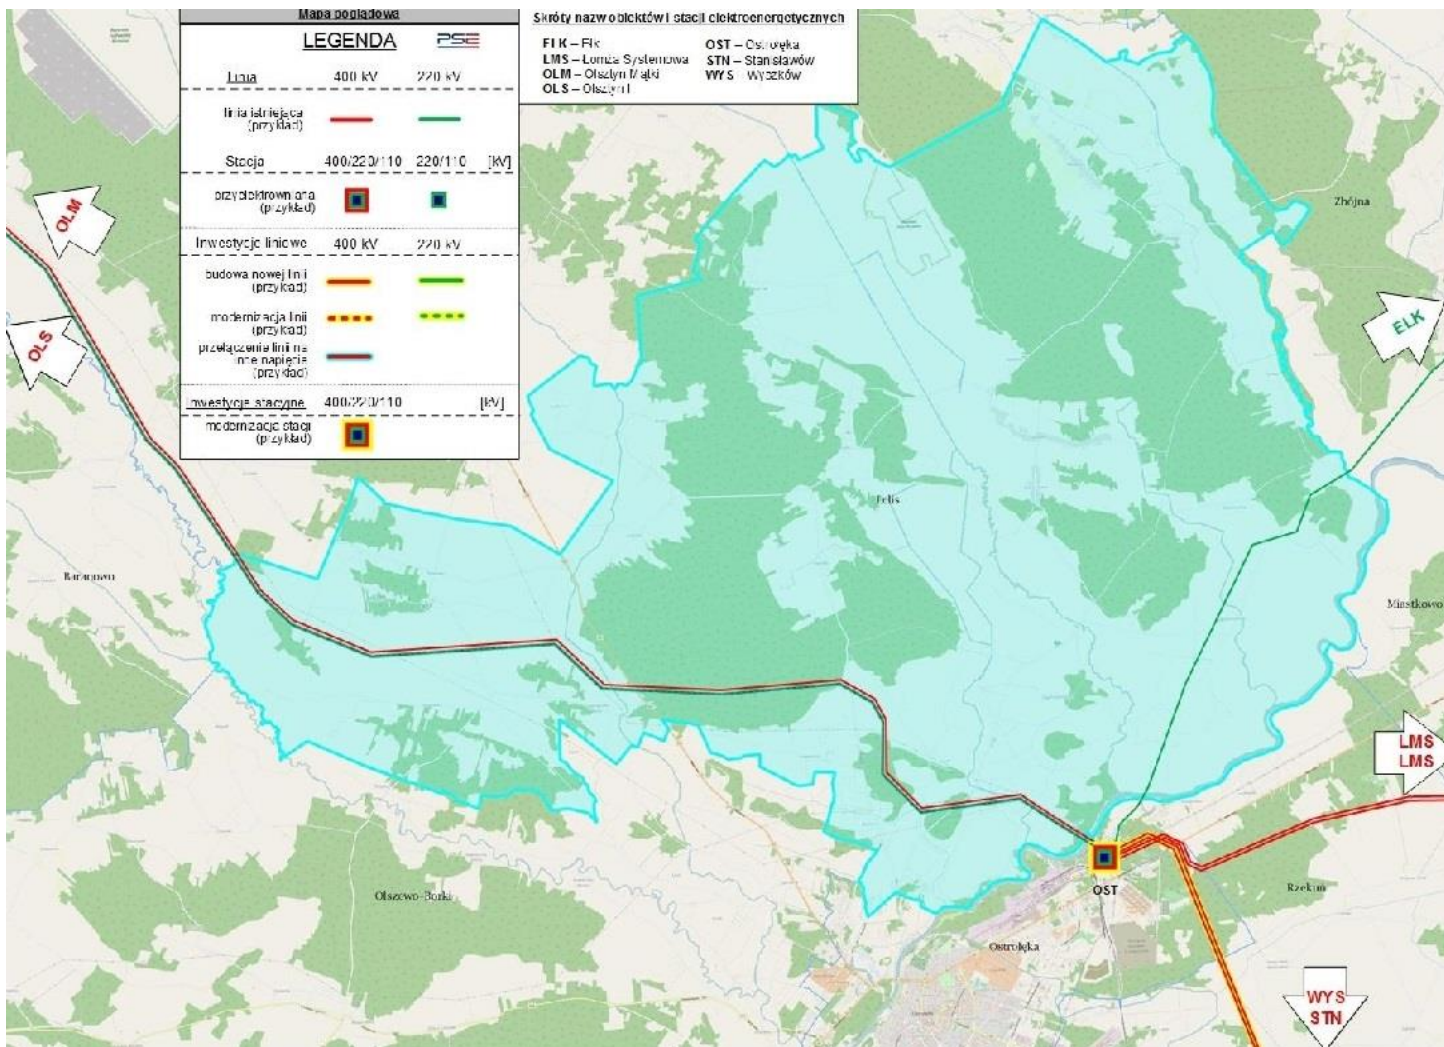 Mapa poglądowa
LEGENDA PSE
Linia 400 kV 220 kV
linia istniejąca
(przykład)
Stacja 400/220/110 220/110 [kV]
przyelektrowniana
(przykład)
Inwestycje liniowe 400 kV 220 kV
budowa nowej linii
(przykład)
modernizacja linii
(przykład)
przełączenie linii na
inne napięcie
(przykład)
Inwestycje stacyjne 400/220/110 [kV]
modernizacja stacji
(przykład)
Skróty nazw obiektów i stacji elektroenergetycznych
EŁK – Ełk
LMS – Łomża Systemowa
OLM – Olsztyn Mątki
OLS – Olsztyn I
OST – Ostrołęka
STN – Stanisławów
WYS – Wyszków
OLM
OLS
Zbójna
EŁK
Lelis
Baranowo
Miastkowo
LMS
LMS
OST
Rzekuń
Olszewo-Borki
Ostrołęka
WYS
STN